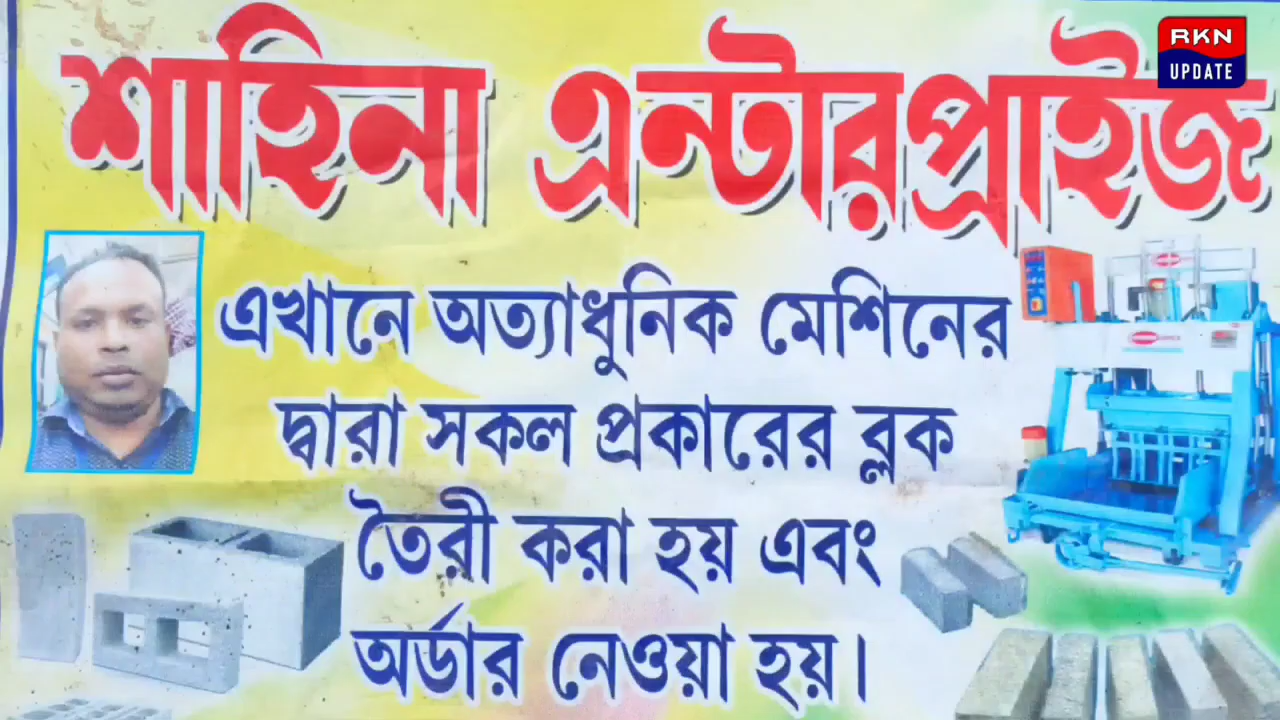 RKN
UPDATE
শাহিনা এন্টারপ্রাইজ
এখানে অত্যাধুনিক মেশিনের
দ্বারা সকল প্রকারের ব্লক
তৈরী করা হয় এবং
অর্ডার নেওয়া হয়।